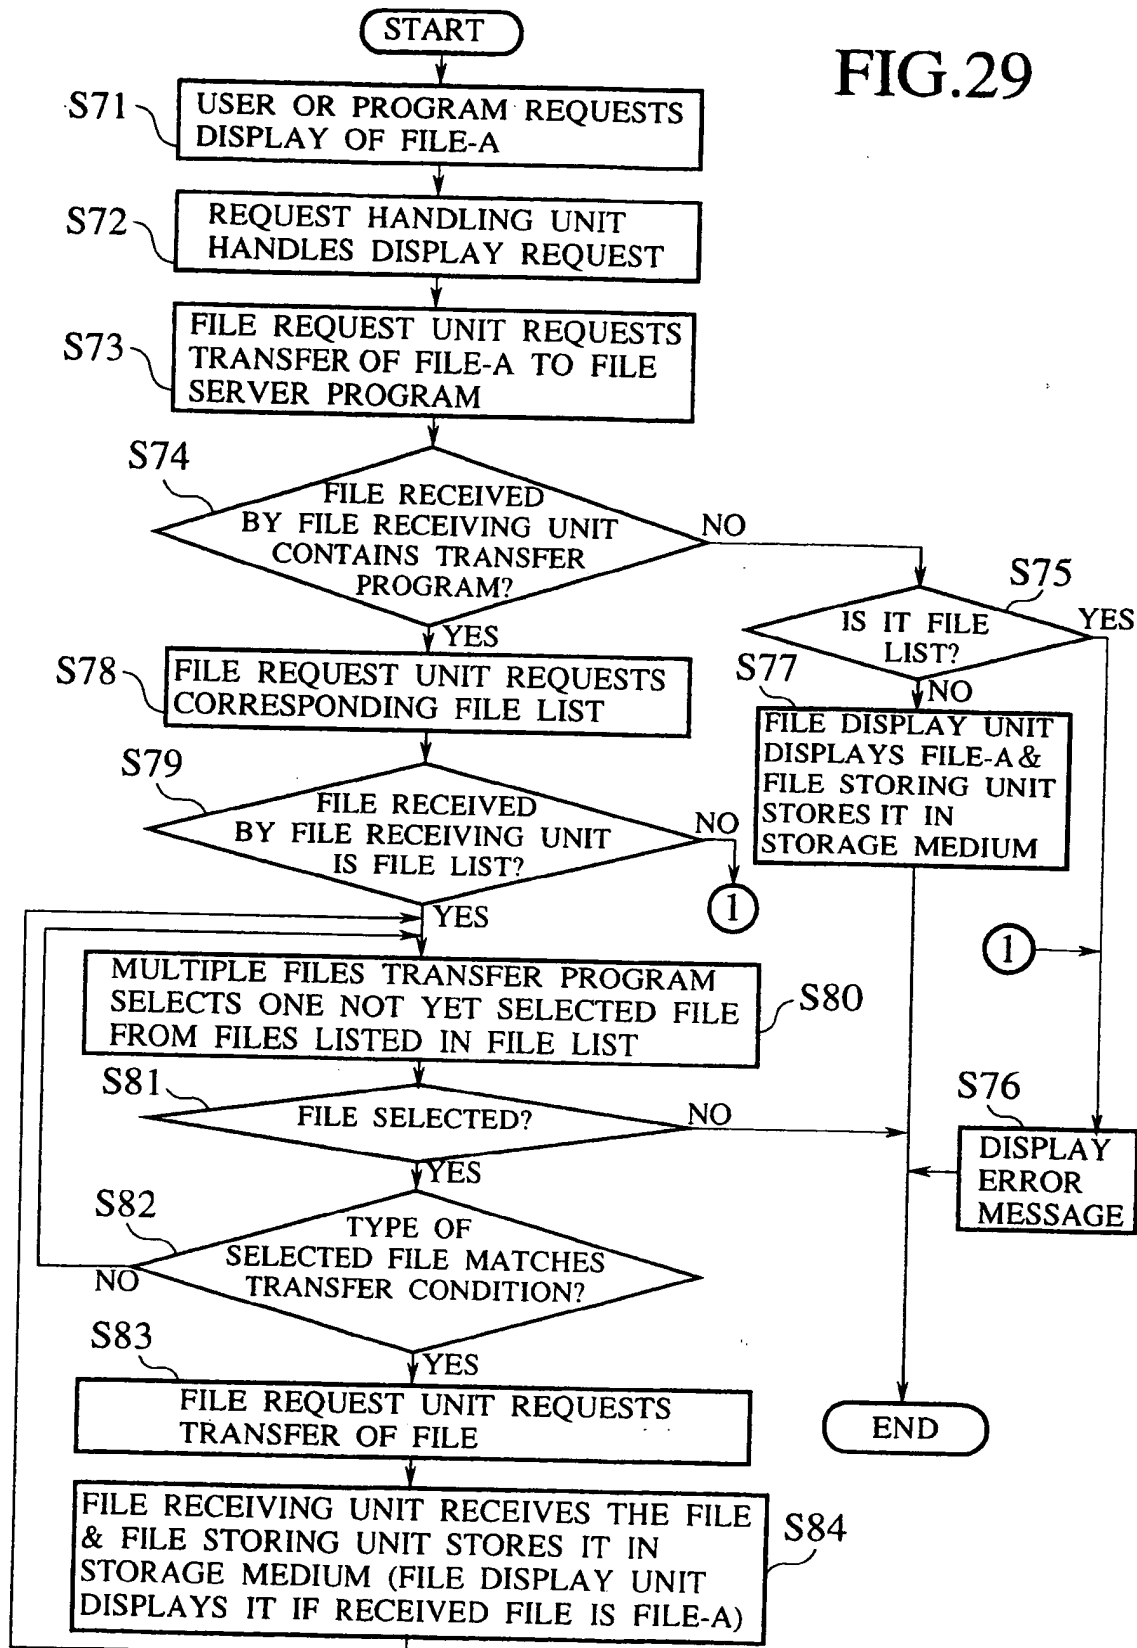 START
FIG.29
S71
USER OR PROGRAM REQUESTS
DISPLAY OF FILE-A
S72
REQUEST HANDLING UNIT
HANDLES DISPLAY REQUEST
S73
FILE REQUEST UNIT REQUESTS
TRANSFER OF FILE-A TO FILE
SERVER PROGRAM
S74
FILE RECEIVED
BY FILE RECEIVING UNIT
CONTAINS TRANSFER
PROGRAM?
NO
YES
S75
IS IT FILE
LIST?
YES
NO
S77
FILE DISPLAY UNIT
DISPLAYS FILE-A &
FILE STORING UNIT
STORES IT IN
STORAGE MEDIUM
S78
FILE REQUEST UNIT REQUESTS
CORRESPONDING FILE LIST
S79
FILE RECEIVED
BY FILE RECEIVING UNIT
IS FILE LIST?
NO
1
YES
1
MULTIPLE FILES TRANSFER PROGRAM
SELECTS ONE NOT YET SELECTED FILE
FROM FILES LISTED IN FILE LIST
S80
S81
FILE SELECTED?
NO
YES
S76
DISPLAY
ERROR
MESSAGE
S82
TYPE OF
SELECTED FILE MATCHES
TRANSFER CONDITION?
NO
YES
S83
FILE REQUEST UNIT REQUESTS
TRANSFER OF FILE
END
FILE RECEIVING UNIT RECEIVES THE FILE
& FILE STORING UNIT STORES IT IN
STORAGE MEDIUM (FILE DISPLAY UNIT
DISPLAYS IT IF RECEIVED FILE IS FILE-A)
S84